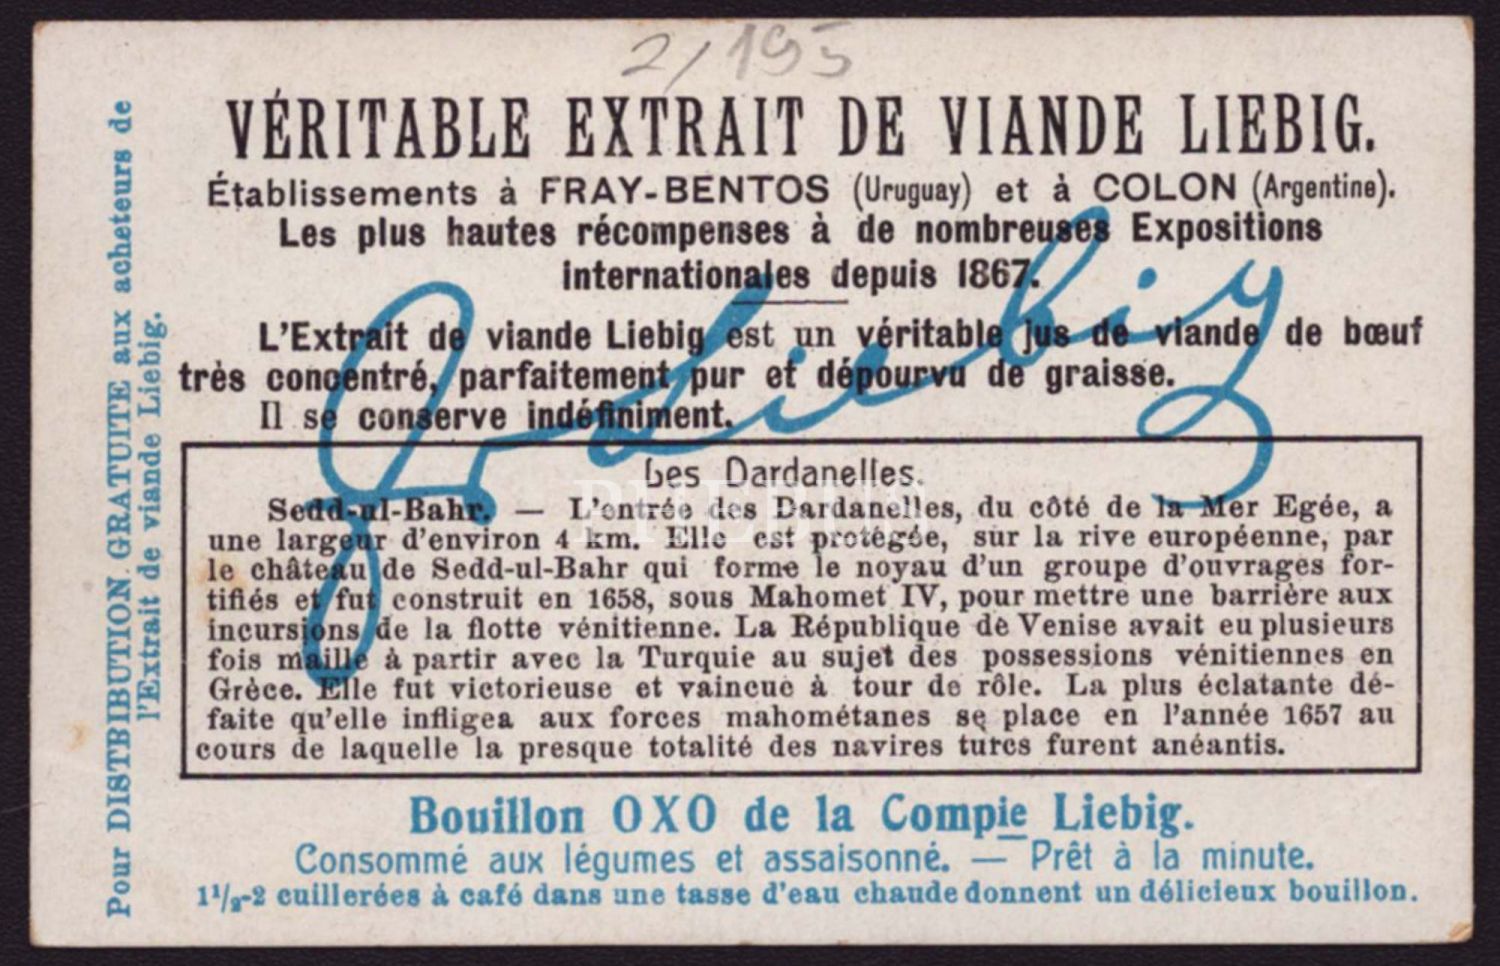 2/195
VÉRITABLE EXTRAIT DE VIANDE LIEBIG.
Établissements à FRAY-BENTOS (Uruguay) et à COLON (Argentine).
Les plus hautes récompenses à de nombreuses Expositions
internationales depuis 1867.
L'Extrait de viande Liebig est un véritable jus de viande de bœuf
très concentré, parfaitement pur et dépourvu de graisse.
Il se conserve indéfiniment.
J. v. Liebig
Les Dardanelles.
Sedd-ul-Bahr. — L'entrée des Dardanelles, du côté de la Mer Egée, a
une largeur d'environ 4 km. Elle est protégée, sur la rive européenne, par
le château de Sedd-ul-Bahr qui forme le noyau d'un groupe d'ouvrages for-
tifiés et fut construit en 1658, sous Mahomet IV, pour mettre une barrière aux
incursions de la flotte vénitienne. La République de Venise avait eu plusieurs
fois maille à partir avec la Turquie au sujet des possessions vénitiennes en
Grèce. Elle fut victorieuse et vaincue à tour de rôle. La plus éclatante dé-
faite qu'elle infligea aux forces mahométanes se place en l'année 1657 au
cours de laquelle la presque totalité des navires turcs furent anéantis.
PHEBUS
Bouillon OXO de la Compie Liebig.
Consommé aux légumes et assaisonné. — Prêt à la minute.
1 1/2-2 cuillerées à café dans une tasse d'eau chaude donnent un délicieux bouillon.
Pour DISTRIBUTION GRATUITE aux acheteurs de
l'Extrait de viande Liebig.